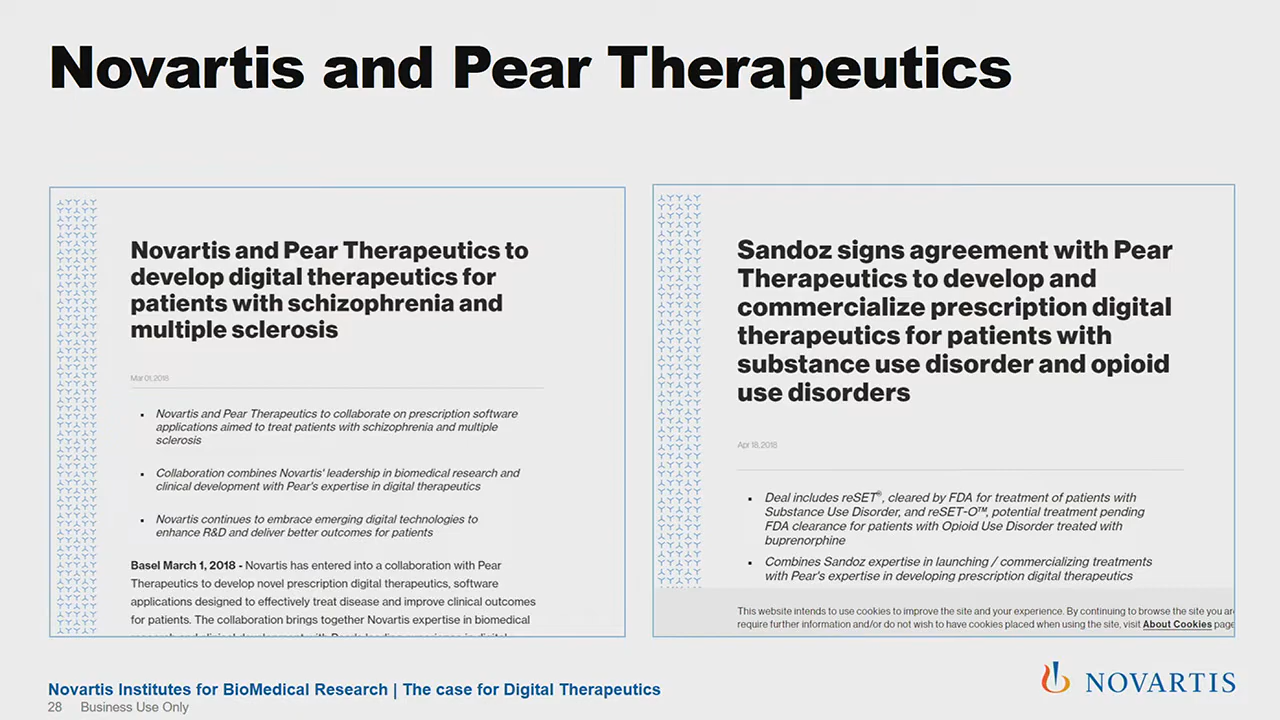 Novartis and Pear Therapeutics
Novartis and Pear Therapeutics to
develop digital therapeutics for
patients with schizophrenia and
multiple sclerosis
Mar 01, 2018
▪ Novartis and Pear Therapeutics to collaborate on prescription software
applications aimed to treat patients with schizophrenia and multiple
sclerosis
▪ Collaboration combines Novartis' leadership in biomedical research and
clinical development with Pear's expertise in digital therapeutics
▪ Novartis continues to embrace emerging digital technologies to
enhance R&D and deliver better outcomes for patients
Basel March 1, 2018 - Novartis has entered into a collaboration with Pear
Therapeutics to develop novel prescription digital therapeutics, software
applications designed to effectively treat disease and improve clinical outcomes
for patients. The collaboration brings together Novartis expertise in biomedical
Sandoz signs agreement with Pear
Therapeutics to develop and
commercialize prescription digital
therapeutics for patients with
substance use disorder and opioid
use disorders
Apr 18, 2018
▪ Deal includes reSET®, cleared by FDA for treatment of patients with
Substance Use Disorder, and reSET-O™, potential treatment pending
FDA clearance for patients with Opioid Use Disorder treated with
buprenorphine
▪ Combines Sandoz expertise in launching / commercializing treatments
with Pear's expertise in developing prescription digital therapeutics
This website intends to use cookies to improve the site and your experience. By continuing to browse the site you ar
require further information and/or do not wish to have cookies placed when using the site, visit About Cookies page
Novartis Institutes for BioMedical Research | The case for Digital Therapeutics
28 Business Use Only
NOVARTIS